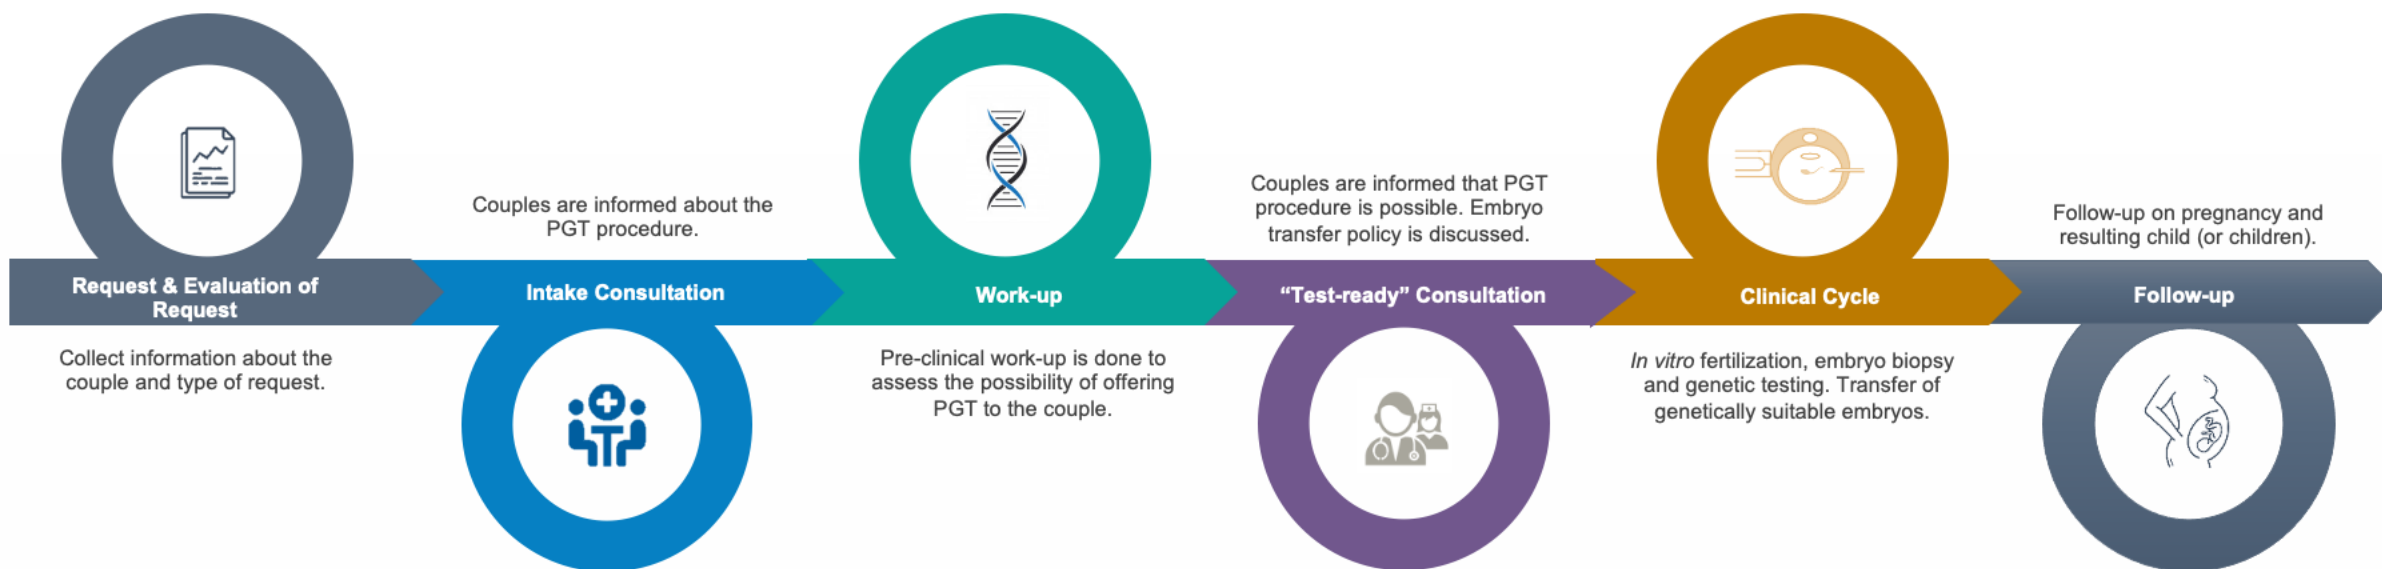 Request & Evaluation of
Request
Collect information about the
couple and type of request.
Couples are informed about the
PGT procedure.
Intake Consultation
Work-up
Pre-clinical work-up is done to
assess the possibility of offering
PGT to the couple.
Couples are informed that PGT
procedure is possible. Embryo
transfer policy is discussed.
“Test-ready” Consultation
Clinical Cycle
In vitro fertilization, embryo biopsy
and genetic testing. Transfer of
genetically suitable embryos.
Follow-up on pregnancy and
resulting child (or children).
Follow-up